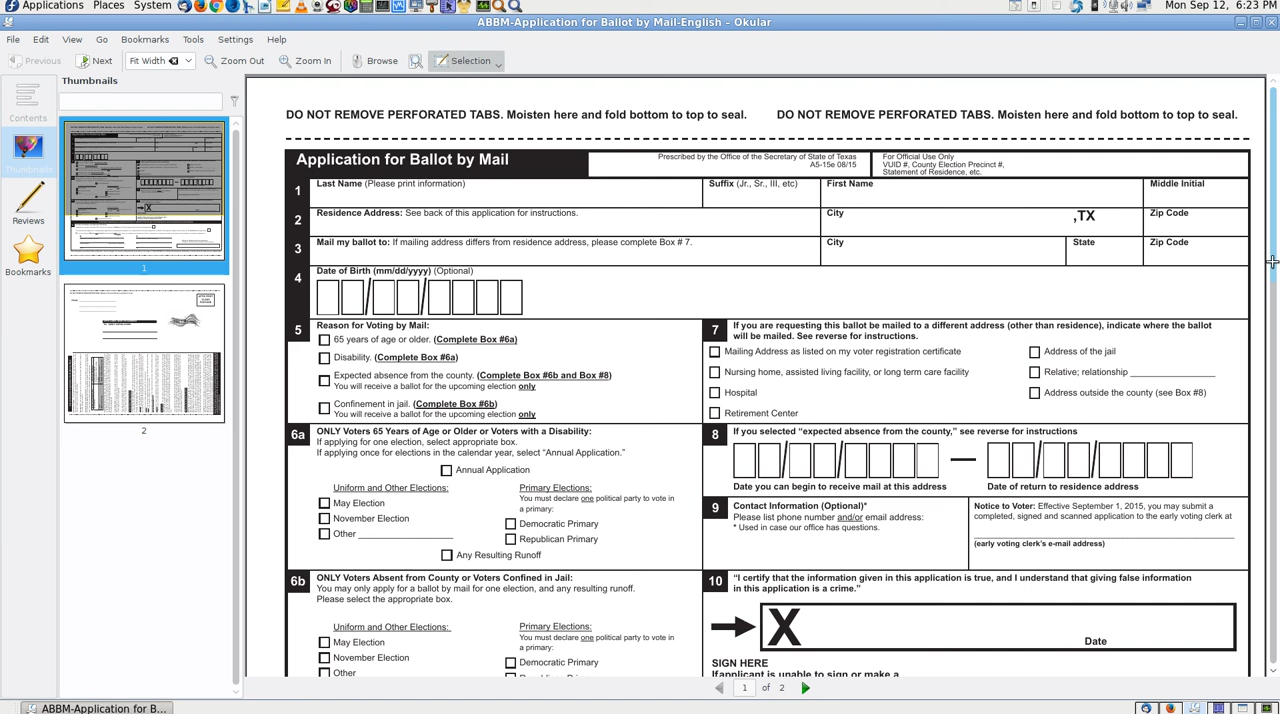 Applications Places System Mon Sep 12, 6:23 PM
ABBM-Application for Ballot by Mail-English – Okular
File Edit View Go Bookmarks Tools Settings Help
Previous Next Fit Width Zoom Out Zoom In Browse Selection
Thumbnails
Contents
Thumbnails
Reviews
Bookmarks
1
2
DO NOT REMOVE PERFORATED TABS. Moisten here and fold bottom to top to seal. DO NOT REMOVE PERFORATED TABS. Moisten here and fold bottom to top to seal.
Application for Ballot by Mail
Prescribed by the Office of the Secretary of State of Texas
A5-15e 08/15
For Official Use Only
VUID #, County Election Precinct #,
Statement of Residence, etc.
1 Last Name (Please print information) Suffix (Jr., Sr., III, etc) First Name Middle Initial
2 Residence Address: See back of this application for instructions. City ,TX Zip Code
3 Mail my ballot to: If mailing address differs from residence address, please complete Box # 7. City State Zip Code
4 Date of Birth (mm/dd/yyyy) (Optional)
5 Reason for Voting by Mail:
65 years of age or older. (Complete Box #6a)
Disability. (Complete Box #6a)
Expected absence from the county. (Complete Box #6b and Box #8)
You will receive a ballot for the upcoming election only
Confinement in jail. (Complete Box #6b)
You will receive a ballot for the upcoming election only
7 If you are requesting this ballot be mailed to a different address (other than residence), indicate where the ballot
will be mailed. See reverse for instructions.
Mailing Address as listed on my voter registration certificate Address of the jail
Nursing home, assisted living facility, or long term care facility Relative; relationship
Hospital Address outside the county (see Box #8)
Retirement Center
6a ONLY Voters 65 Years of Age or Older or Voters with a Disability:
If applying for one election, select appropriate box.
If applying once for elections in the calendar year, select “Annual Application.”
Annual Application
Uniform and Other Elections: Primary Elections:
You must declare one political party to vote in
a primary:
May Election
November Election Democratic Primary
Other Republican Primary
Any Resulting Runoff
8 If you selected “expected absence from the county,” see reverse for instructions
Date you can begin to receive mail at this address Date of return to residence address
9 Contact Information (Optional)*
Please list phone number and/or email address:
* Used in case our office has questions.
Notice to Voter: Effective September 1, 2015, you may submit a
completed, signed and scanned application to the early voting clerk at
(early voting clerk's e-mail address)
6b ONLY Voters Absent from County or Voters Confined in Jail:
You may only apply for a ballot by mail for one election, and any resulting runoff.
Please select the appropriate box.
Uniform and Other Elections: Primary Elections:
You must declare one political party to vote in
a primary:
May Election
November Election Democratic Primary
Other
10 “I certify that the information given in this application is true, and I understand that giving false information
in this application is a crime.”
X
Date
SIGN HERE
If applicant is unable to sign or make a
1 of 2
ABBM-Application for B...